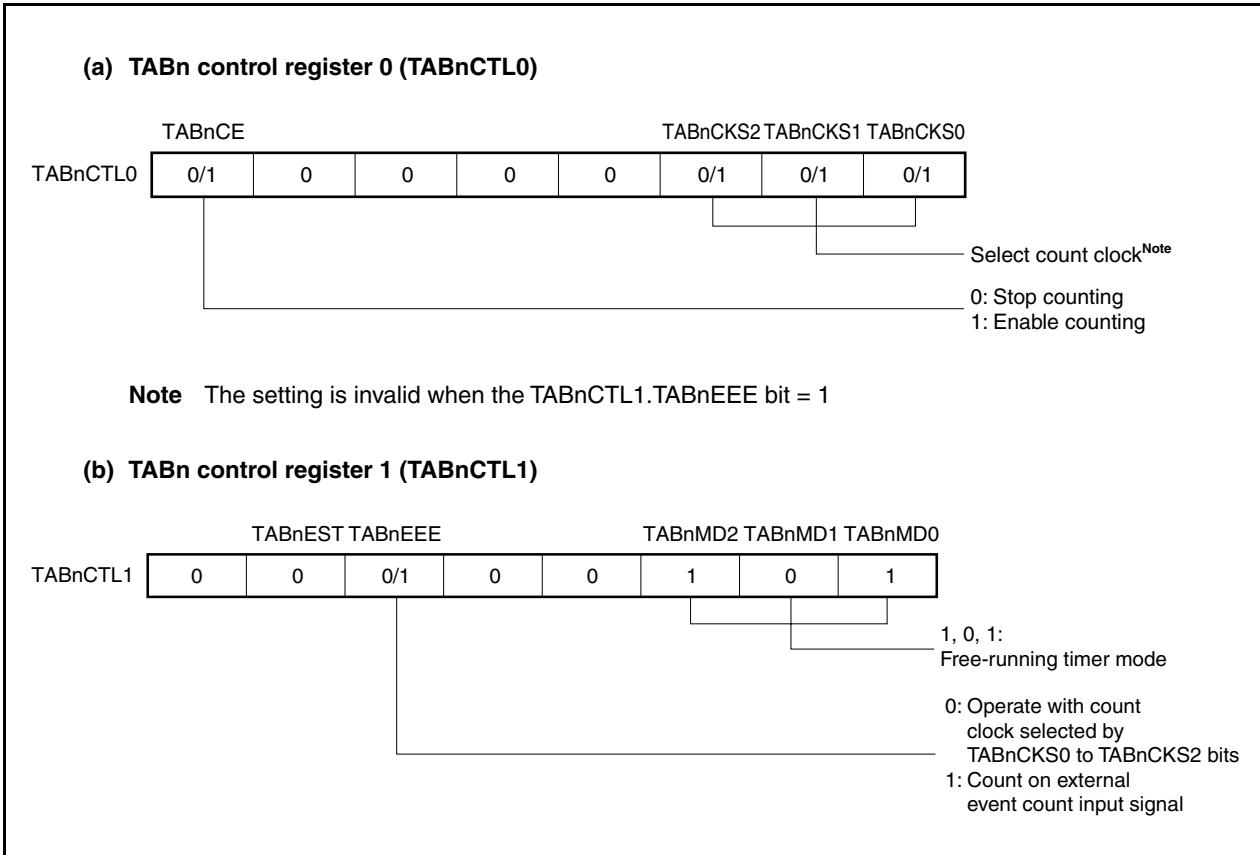 (a) TABn control register 0 (TABnCTL0)
TABnCE TABnCKS2 TABnCKS1 TABnCKS0
TABnCTL0 0/1 0 0 0 0 0/1 0/1 0/1
Select count clockNote
0: Stop counting
1: Enable counting
Note The setting is invalid when the TABnCTL1.TABnEEE bit = 1
(b) TABn control register 1 (TABnCTL1)
TABnEST TABnEEE TABnMD2 TABnMD1 TABnMD0
TABnCTL1 0 0 0/1 0 0 1 0 1
1, 0, 1:
Free-running timer mode
0: Operate with count
clock selected by
TABnCKS0 to TABnCKS2 bits
1: Count on external
event count input signal